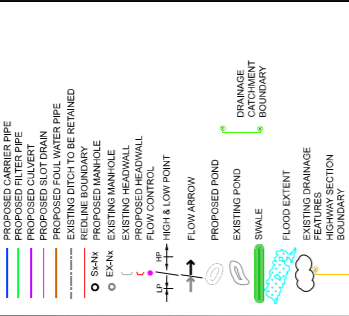 PROPOSED CARRIER PIPE
PROPOSED FILTER PIPE
PROPOSED CULVERT
PROPOSED SLOT DRAIN
PROPOSED FOUL WATER PIPE
EXISTING DITCH TO BE RETAINED
REDLINE BOUNDARY
Sx-Nx PROPOSED MANHOLE
EX-Nx EXISTING MANHOLE
EXISTING HEADWALL
PROPOSED HEADWALL
FLOW CONTROL
LP HP HIGH & LOW POINT
FLOW ARROW
PROPOSED POND
EXISTING POND
SWALE
FLOOD EXTENT
EXISTING DRAINAGE
FEATURES
HIGHWAY SECTION
BOUNDARY
DRAINAGE
CATCHMENT
BOUNDARY